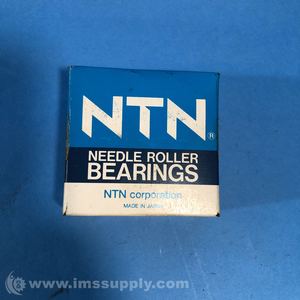 NTN®
NEEDLE ROLLER
BEARINGS
NTN corporation
MADE IN JAPAN
www.imssupply.com